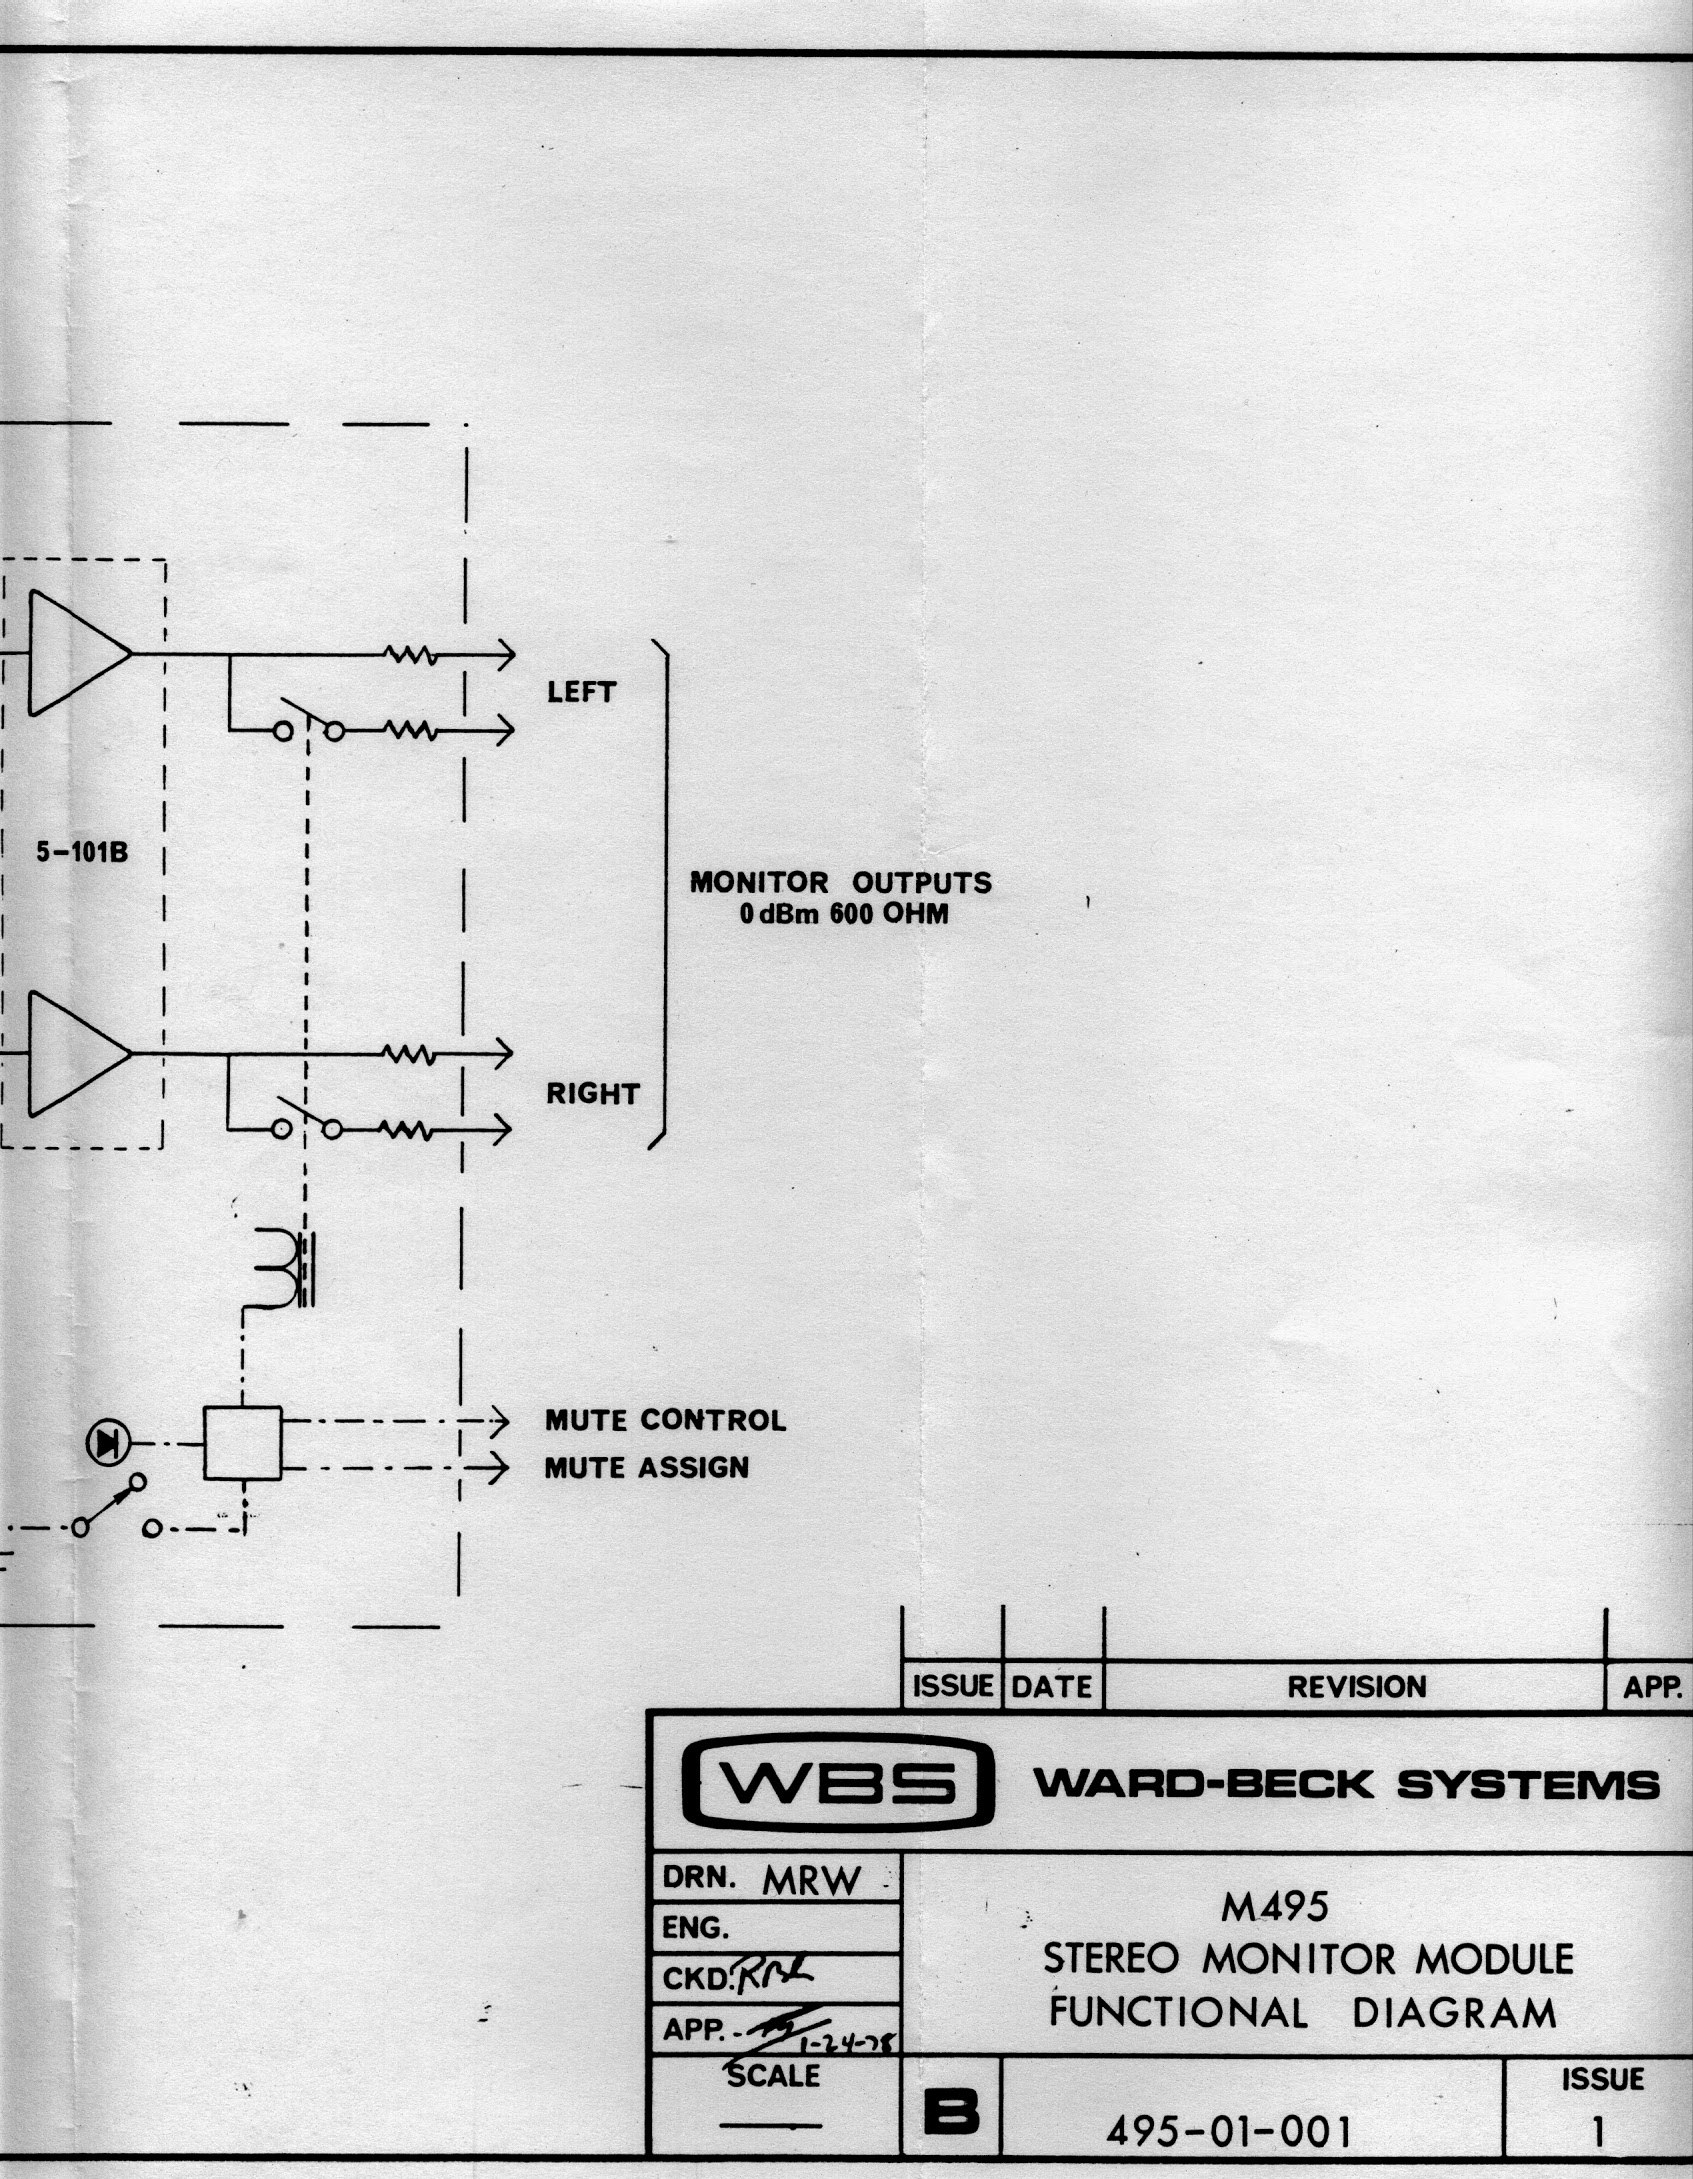 LEFT
5-101B
MONITOR OUTPUTS
0 dBm 600 OHM
RIGHT
MUTE CONTROL
MUTE ASSIGN
ISSUE DATE REVISION APP.
WBS WARD-BECK SYSTEMS
DRN. MRW
ENG.
CKD.
APP. 1-24-78
SCALE
M495
STEREO MONITOR MODULE
FUNCTIONAL DIAGRAM
B
495-01-001
ISSUE
1